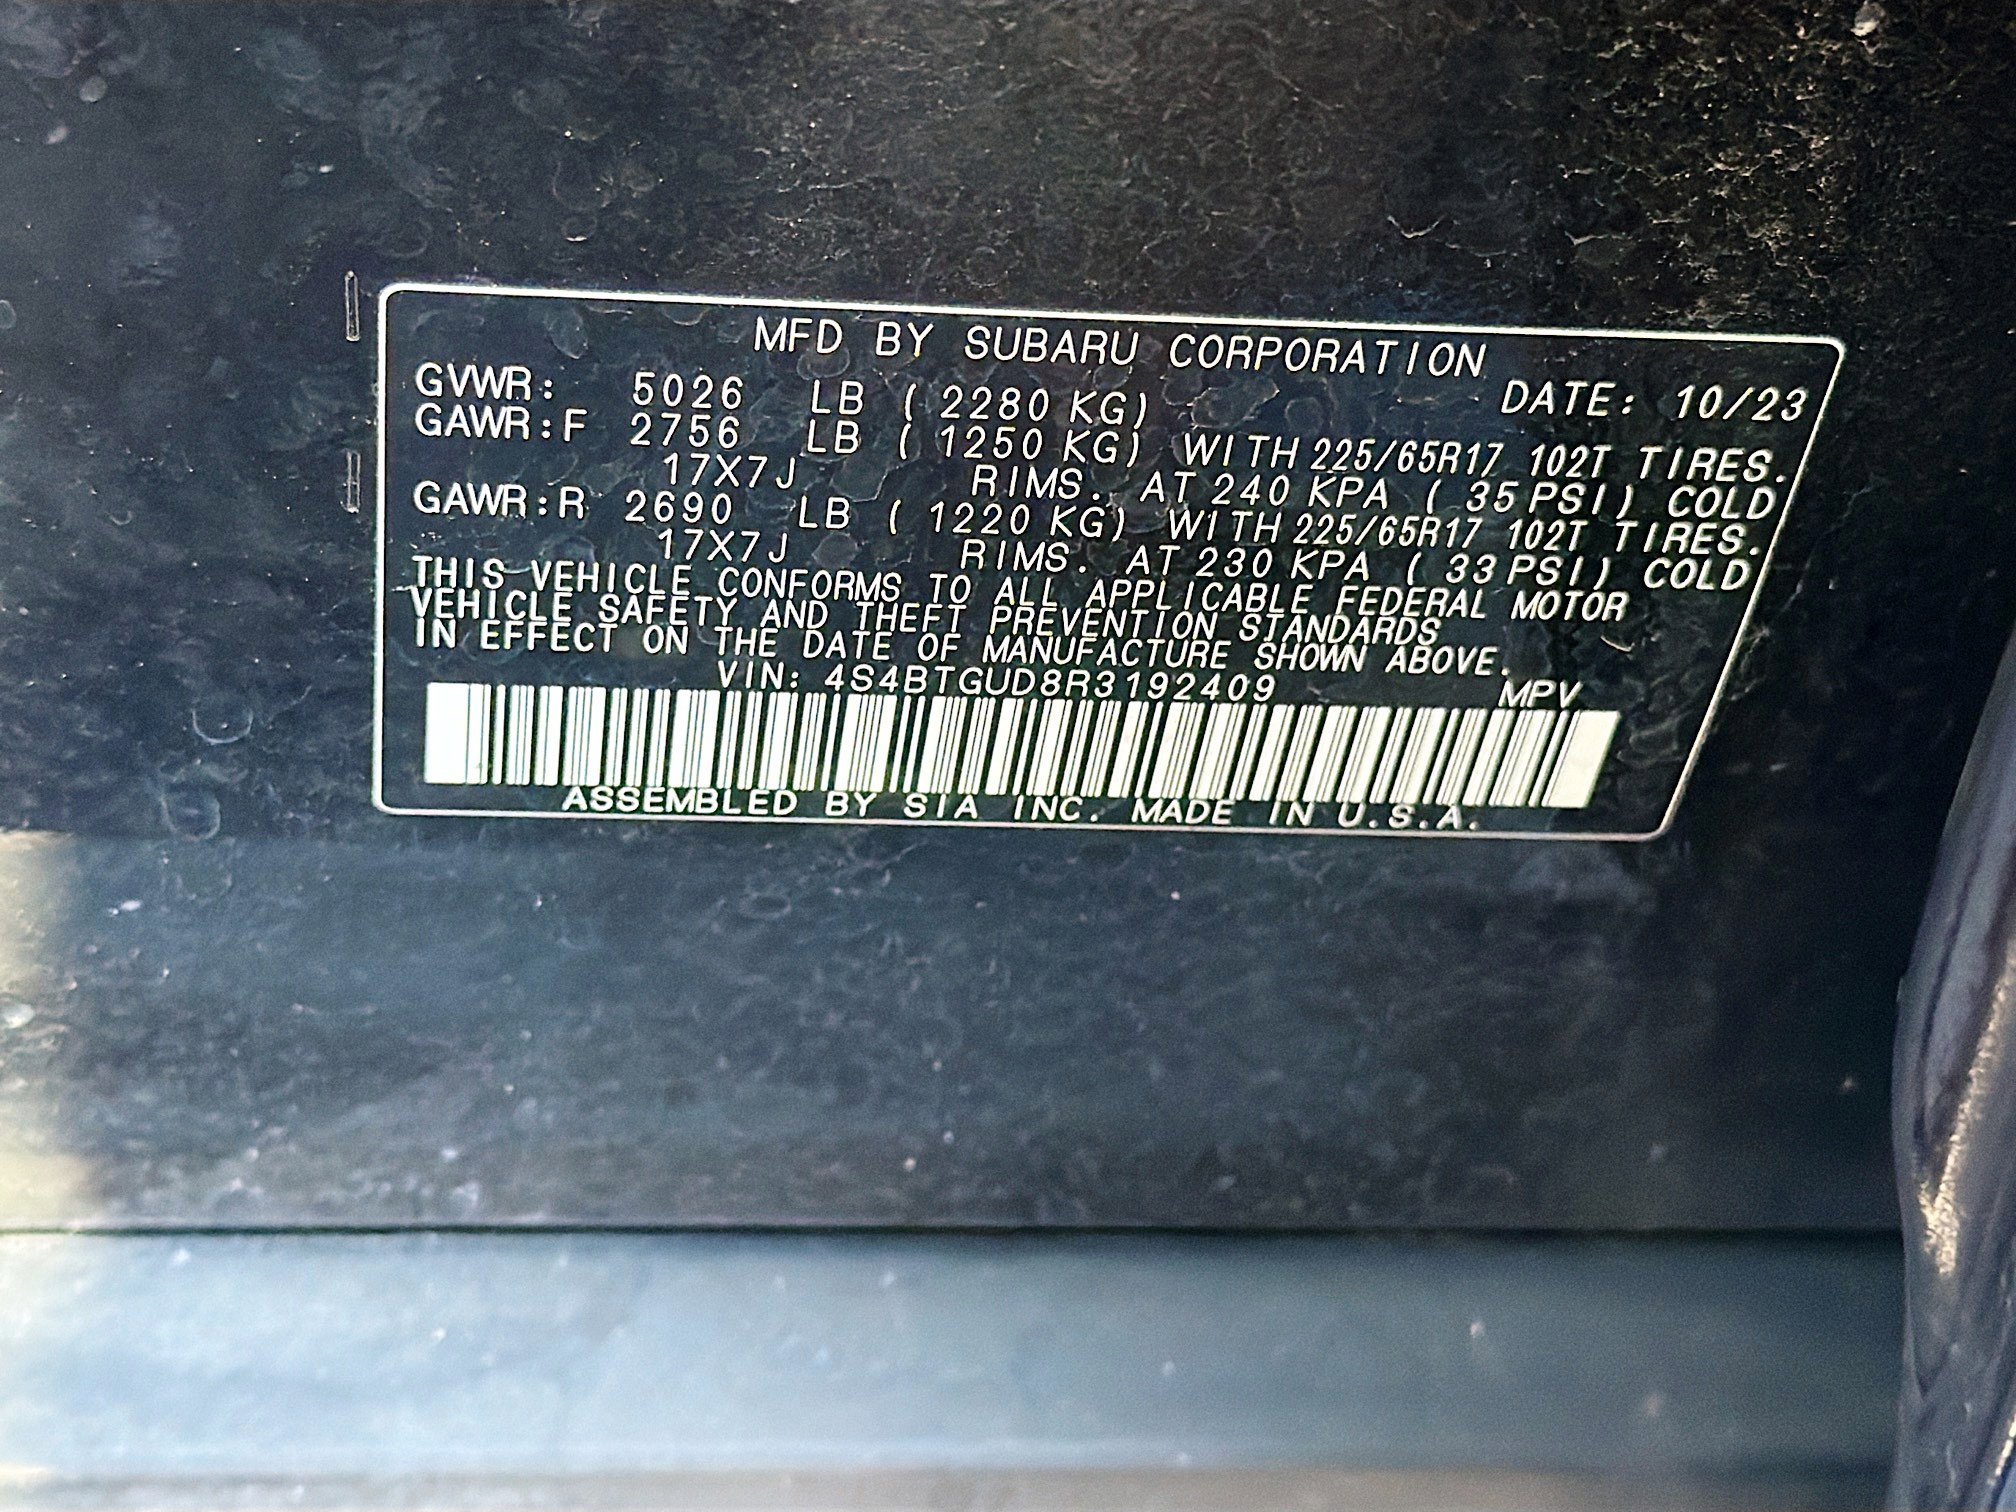 MFD BY SUBARU CORPORATION
DATE: 10/23
GVWR: 5026 LB ( 2280 KG)
GAWR:F 2756 LB ( 1250 KG) WITH 225/65R17 102T TIRES.
17X7J RIMS. AT 240 KPA ( 35 PSI) COLD
GAWR:R 2690 LB ( 1220 KG) WITH 225/65R17 102T TIRES.
17X7J RIMS. AT 230 KPA ( 33 PSI) COLD
THIS VEHICLE CONFORMS TO ALL APPLICABLE FEDERAL MOTOR
VEHICLE SAFETY AND THEFT PREVENTION STANDARDS
IN EFFECT ON THE DATE OF MANUFACTURE SHOWN ABOVE.
VIN: 4S4BTGUD8R3192409 MPV
ASSEMBLED BY SIA INC. MADE IN U.S.A.